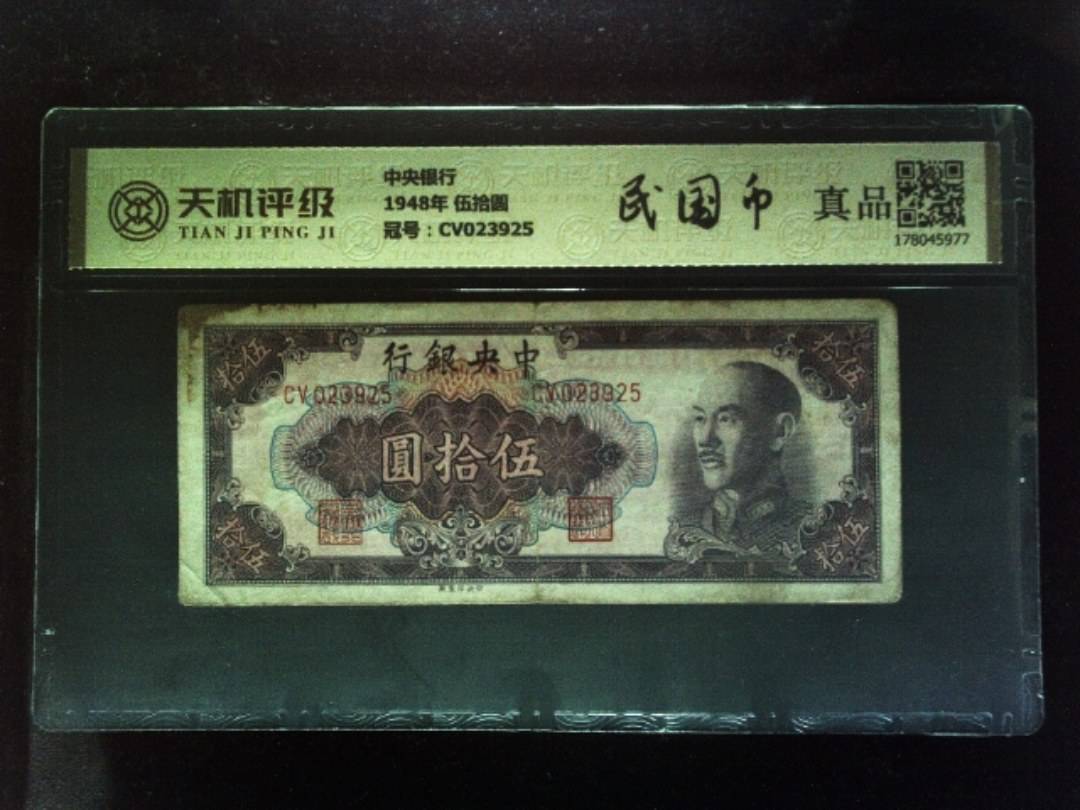 天机评级
TIAN JI PING JI
中央银行
1948年 伍拾圆
冠号：CV023925
民国币
真品
178045977
行銀央中
拾伍
拾伍
CV023925
CV023925
圓拾伍
拾伍
拾伍